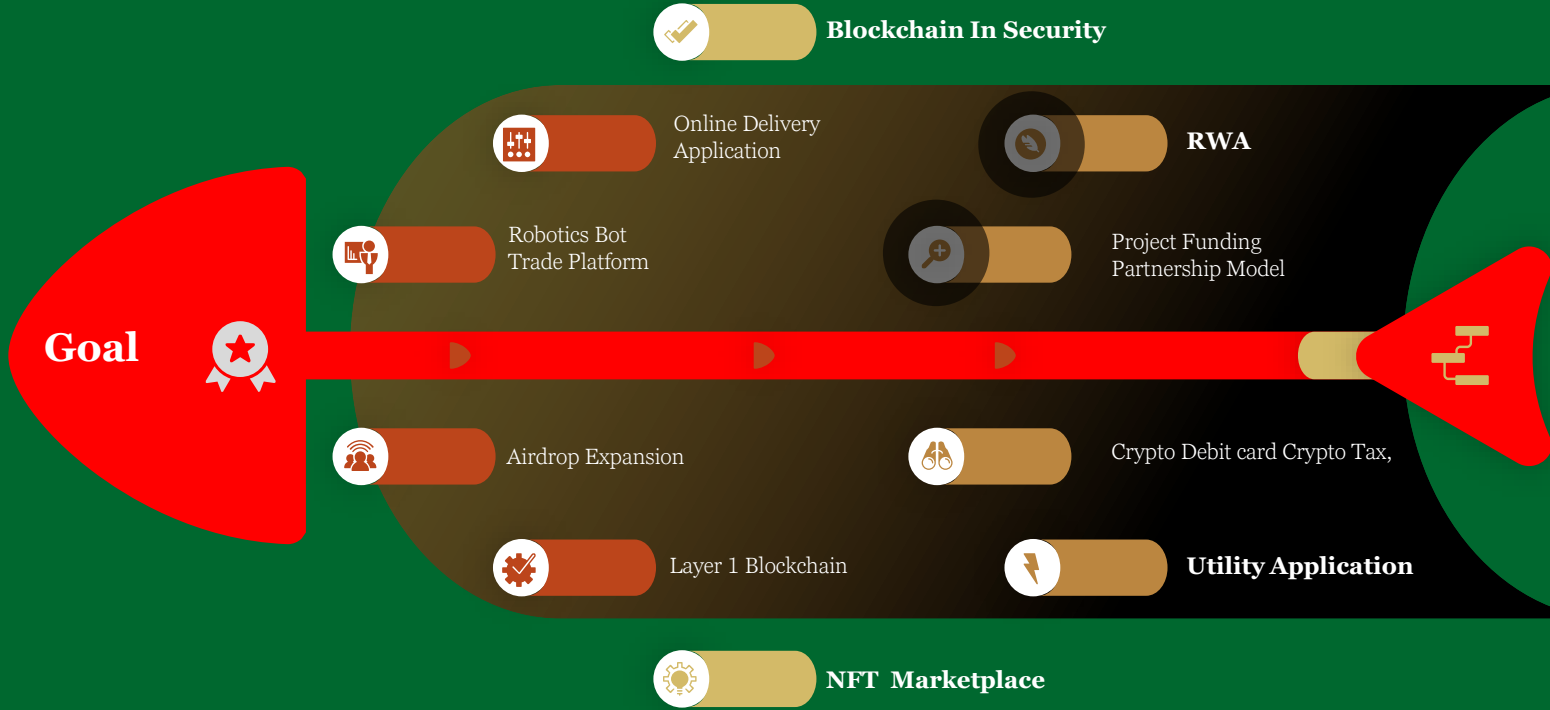 Blockchain In Security
Online Delivery
Application
RWA
Robotics Bot
Trade Platform
Project Funding
Partnership Model
Goal
Airdrop Expansion
Crypto Debit card Crypto Tax,
Layer 1 Blockchain
Utility Application
NFT Marketplace